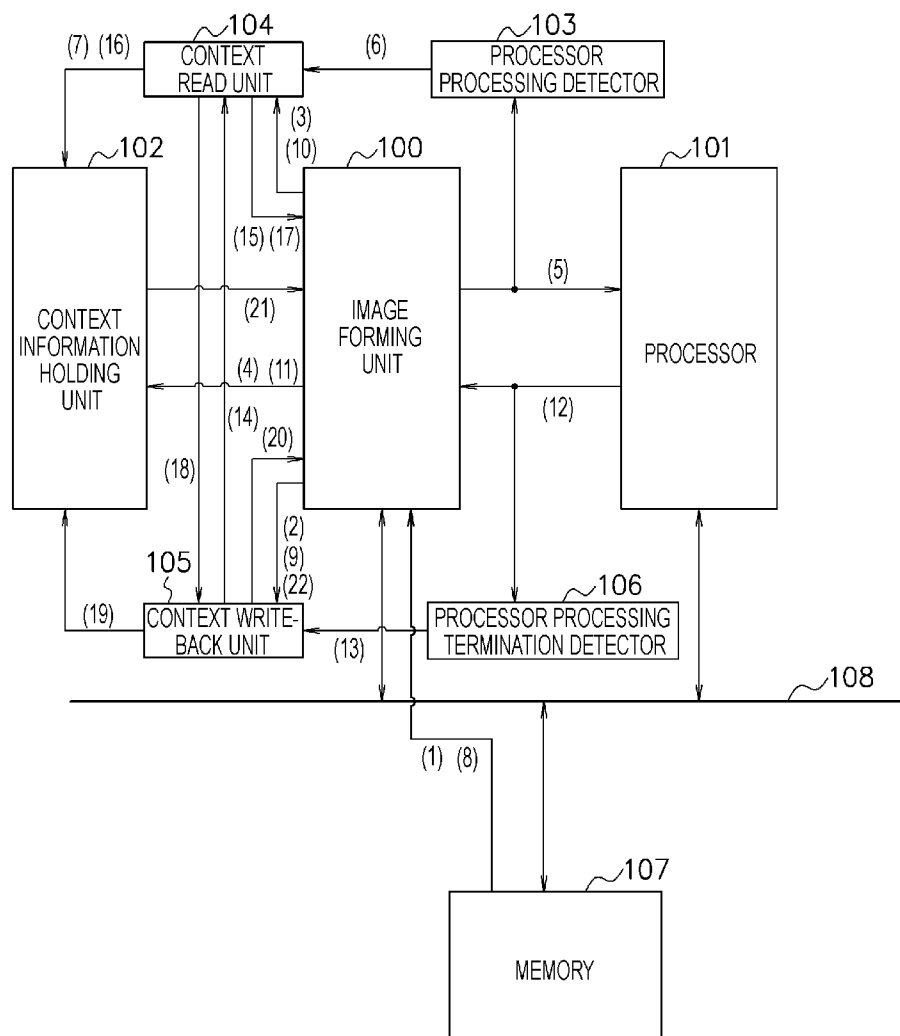 104
103
(7) (16)
CONTEXT
READ UNIT
(6)
PROCESSOR
PROCESSING DETECTOR
(3)
(10)
102
100
101
(15) (17)
(5)
(21)
CONTEXT
INFORMATION
HOLDING
UNIT
IMAGE
FORMING
UNIT
PROCESSOR
(4) (11)
(12)
(14)
(20)
(18)
(2)
(9)
(22)
105
106
(19)
CONTEXT WRITE-
BACK UNIT
(13)
PROCESSOR PROCESSING
TERMINATION DETECTOR
108
(1) (8)
107
MEMORY